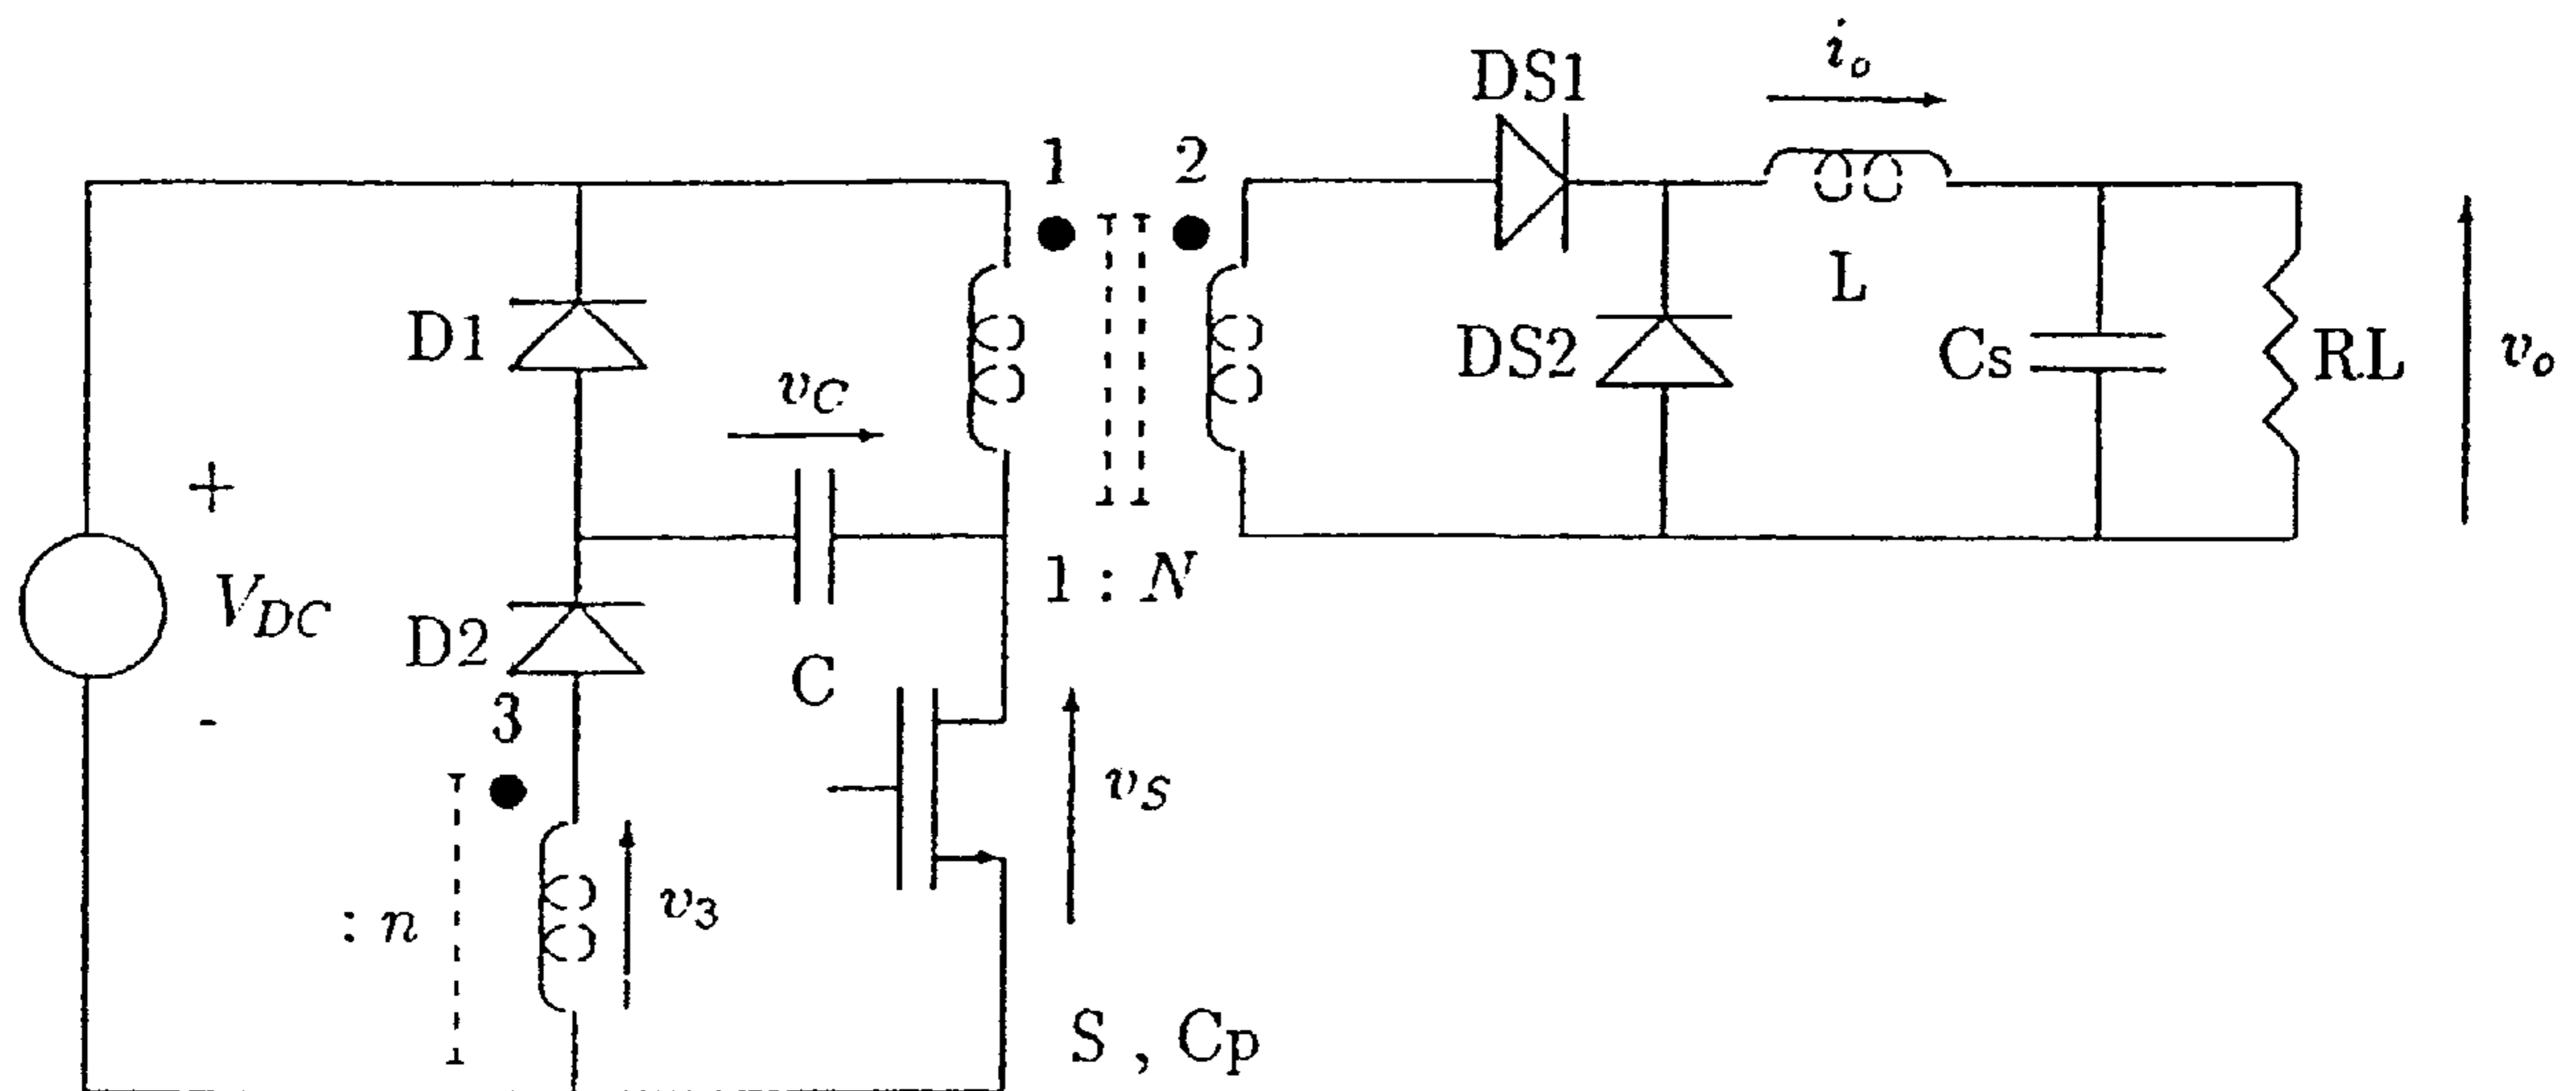 i_o
DS1
1
2
L
D1
v_C
DS2
Cs
RL
v_o
+
V_DC
-
1 : N
D2
C
3
v_S
: n
v_3
S , Cp